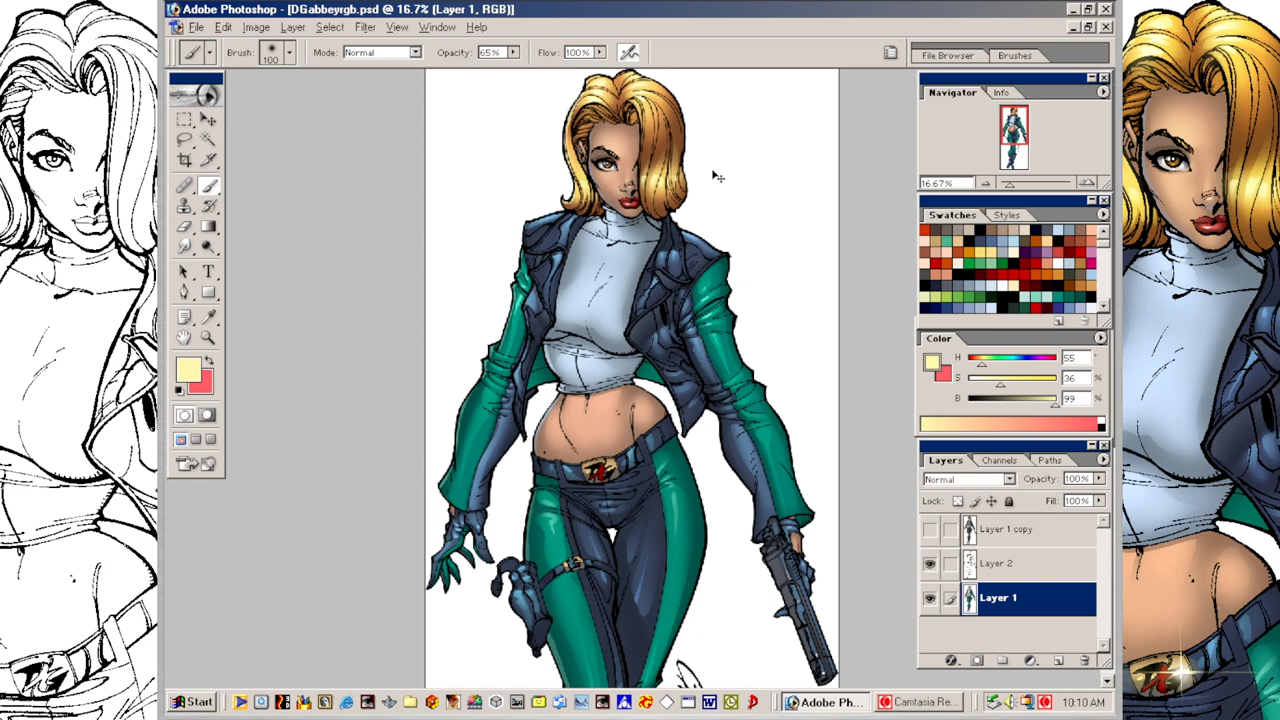 Adobe Photoshop - [DGabbeyrgb.psd @ 16.7% (Layer 1, RGB)]
File Edit Image Layer Select Filter View Window Help
Brush: 100 Mode: Normal Opacity: 65% Flow: 100% File Browser Brushes
Navigator Info
16.67%
Swatches Styles
Color
H 55 °
S 36 %
B 99 %
Layers Channels Paths
Normal Opacity: 100%
Lock: Fill: 100%
Layer 1 copy
Layer 2
Layer 1
Start Adobe Ph... Camtasia Re... 10:10 AM